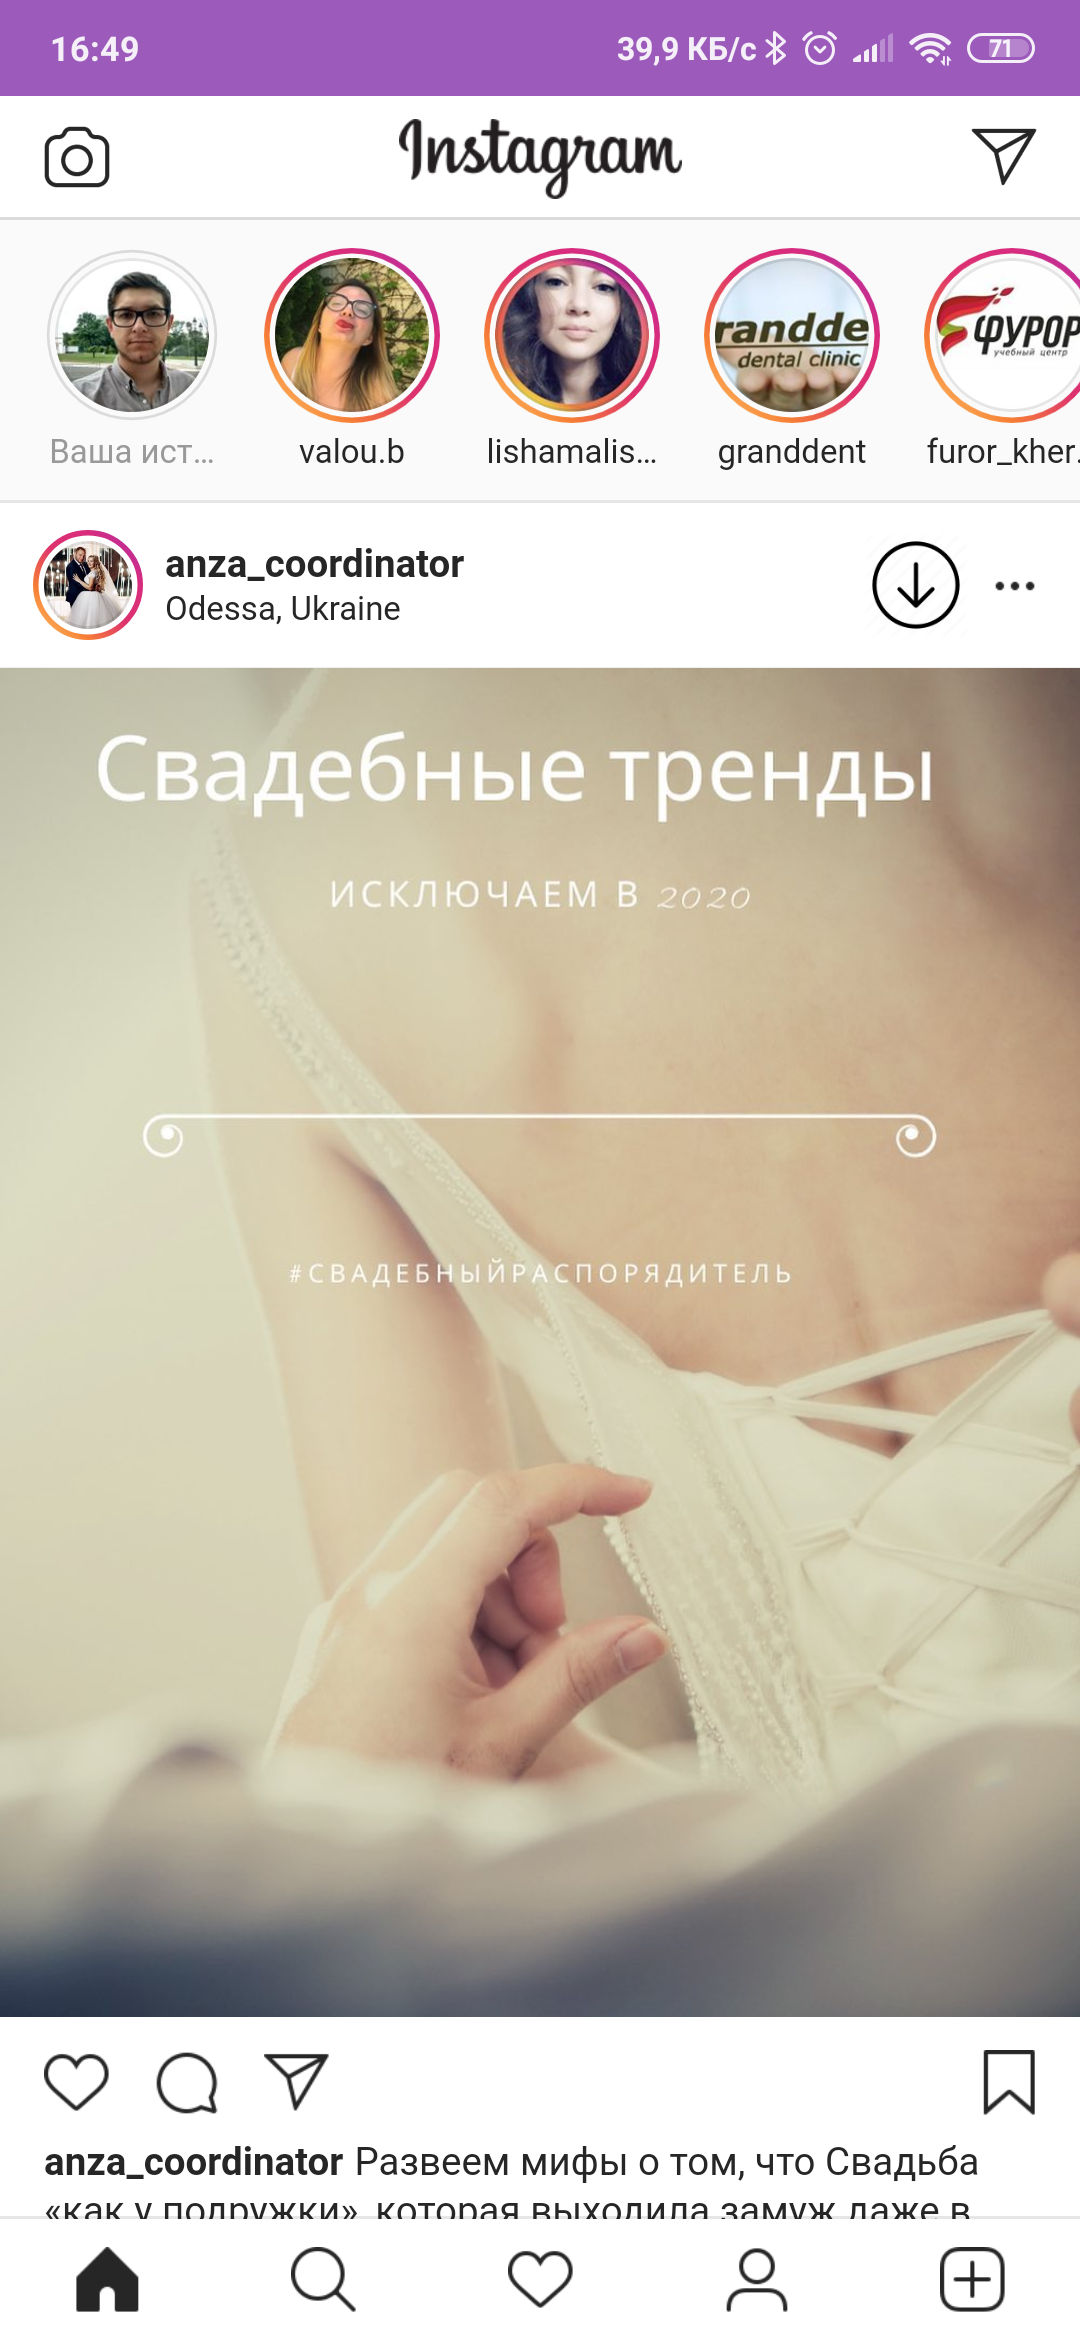 16:49 39,9 КБ/с 71
Instagram
randde
dental clinic
ФУРОР
учебный центр
Ваша ист... valou.b lishamalis... granddent furor_kher.
anza_coordinator
Odessa, Ukraine
Свадебные тренды
ИСКЛЮЧАЕМ В 2020
#СВАДЕБНЫЙРАСПОРЯДИТЕЛЬ
anza_coordinator Развеем мифы о том, что Свадьба
«как у подружки», которая выходила замуж даже в